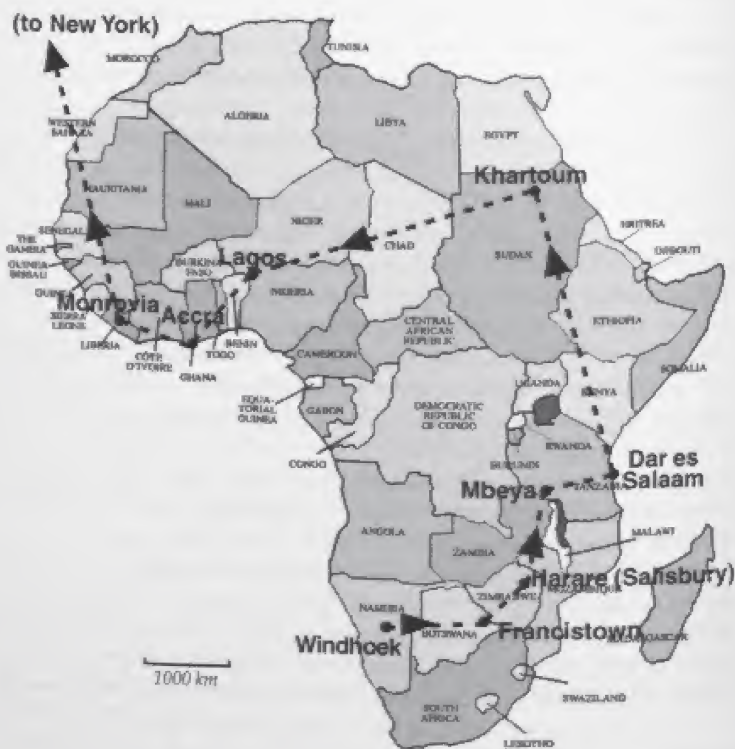 (to New York)
MOROCCO
TUNISIA
ALGERIA
LIBYA
EGYPT
WESTERN
SAHARA
MAURITANIA
MALI
NIGER
CHAD
SUDAN
Khartoum
ERITREA
DJIBOUTI
SENEGAL
THE
GAMBIA
GUINEA
BISSAU
GUINEA
BURKINA
FASO
Lagos
NIGERIA
ETHIOPIA
Monrovia
SIERRA
LEONE
Accra
LIBERIA
CÔTE
D'IVOIRE
GHANA
TOGO
BENIN
CAMEROON
CENTRAL
AFRICAN
REPUBLIC
SOMALIA
EQUA-
TORIAL
GUINEA
GABON
CONGO
DEMOCRATIC
REPUBLIC
OF CONGO
UGANDA
KENYA
RWANDA
BURUNDI
Dar es
Salaam
TANZANIA
Mbeya
ANGOLA
ZAMBIA
MALAWI
Harare (Salisbury)
ZIMBABWE
MOZAMBIQUE
MADAGASCAR
NAMIBIA
Windhoek
BOTSWANA
Francistown
1000 km
SOUTH
AFRICA
SWAZILAND
LESOTHO